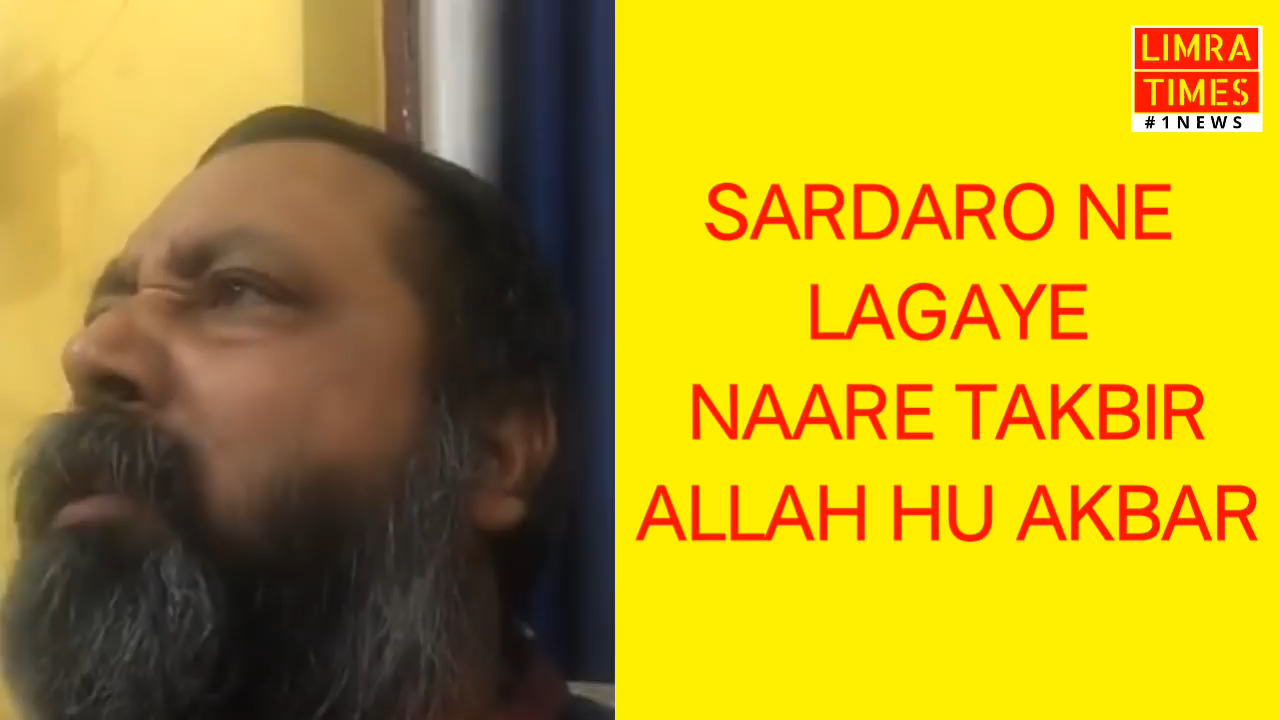 LIMRA
TIMES
#1NEWS
SARDARO NE
LAGAYE
NAARE TAKBIR
ALLAH HU AKBAR